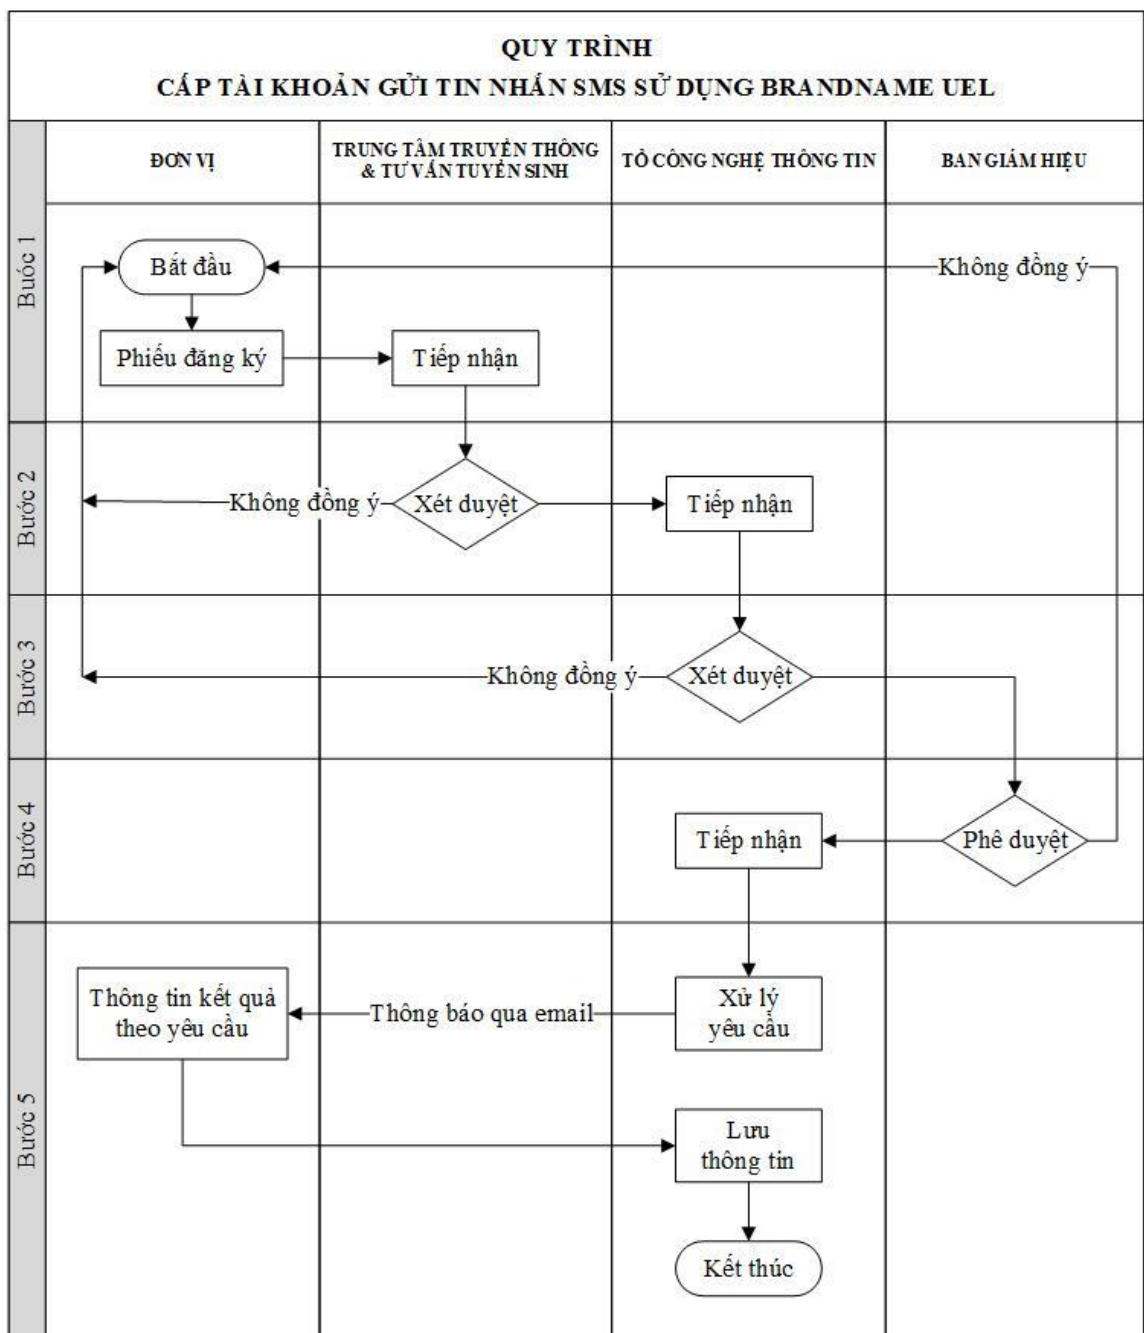 QUY TRÌNH
CẤP TÀI KHOẢN GỬI TIN NHẮN SMS SỬ DỤNG BRANDNAME UEL
ĐƠN VỊ
TRUNG TÂM TRUYỀN THÔNG
& TƯ VẤN TUYỂN SINH
TỔ CÔNG NGHỆ THÔNG TIN
BAN GIÁM HIỆU
Bước 1
Bắt đầu
Không đồng ý
Phiếu đăng ký
Tiếp nhận
Bước 2
Không đồng ý
Xét duyệt
Tiếp nhận
Bước 3
Không đồng ý
Xét duyệt
Bước 4
Tiếp nhận
Phê duyệt
Bước 5
Thông tin kết quả
theo yêu cầu
Thông báo qua email
Xử lý
yêu cầu
Lưu
thông tin
Kết thúc